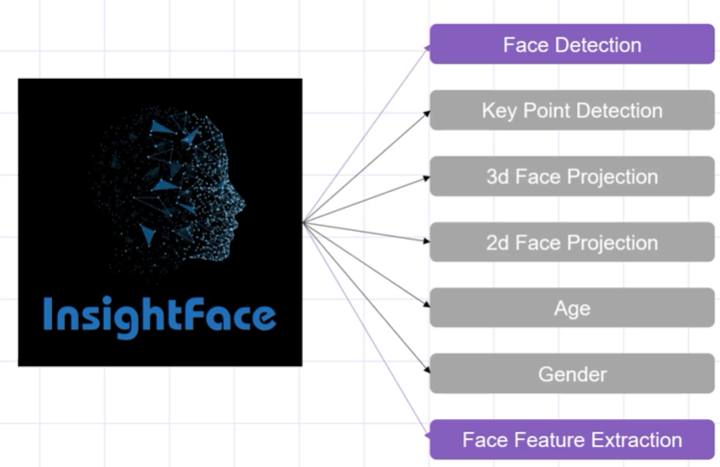 Face Detection
Key Point Detection
3d Face Projection
2d Face Projection
Age
Gender
Face Feature Extraction
InsightFace